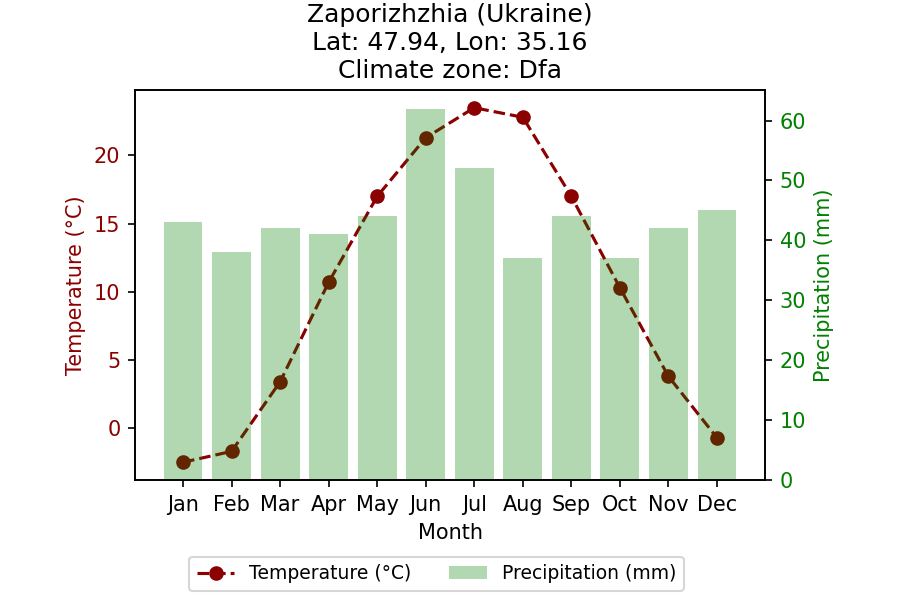 Zaporizhzhia (Ukraine)
Lat: 47.94, Lon: 35.16
Climate zone: Dfa
Temperature (°C)
20
15
10
5
0
60
50
40
30
20
10
0
Precipitation (mm)
Jan Feb Mar Apr May Jun Jul Aug Sep Oct Nov Dec
Month
Temperature (°C) Precipitation (mm)